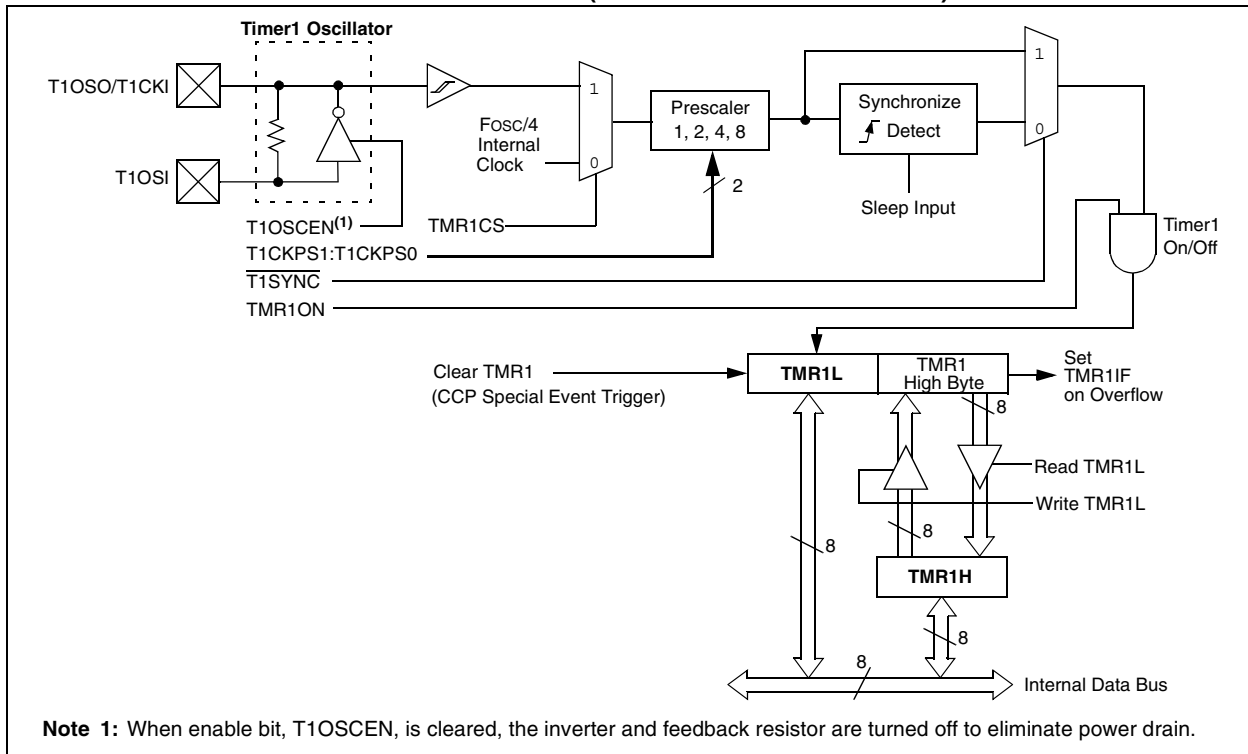 Timer1 Oscillator
T1OSO/T1CKI
T1OSI
1
FOSC/4
Internal
Clock
0
Prescaler
1, 2, 4, 8
2
Synchronize
Detect
Sleep Input
1
0
T1OSCEN(1)
TMR1CS
T1CKPS1:T1CKPS0
T1SYNC
TMR1ON
Timer1
On/Off
Clear TMR1
(CCP Special Event Trigger)
TMR1L
TMR1
High Byte
Set
TMR1IF
on Overflow
8
Read TMR1L
Write TMR1L
8
8
TMR1H
8
8
Internal Data Bus
Note 1: When enable bit, T1OSCEN, is cleared, the inverter and feedback resistor are turned off to eliminate power drain.